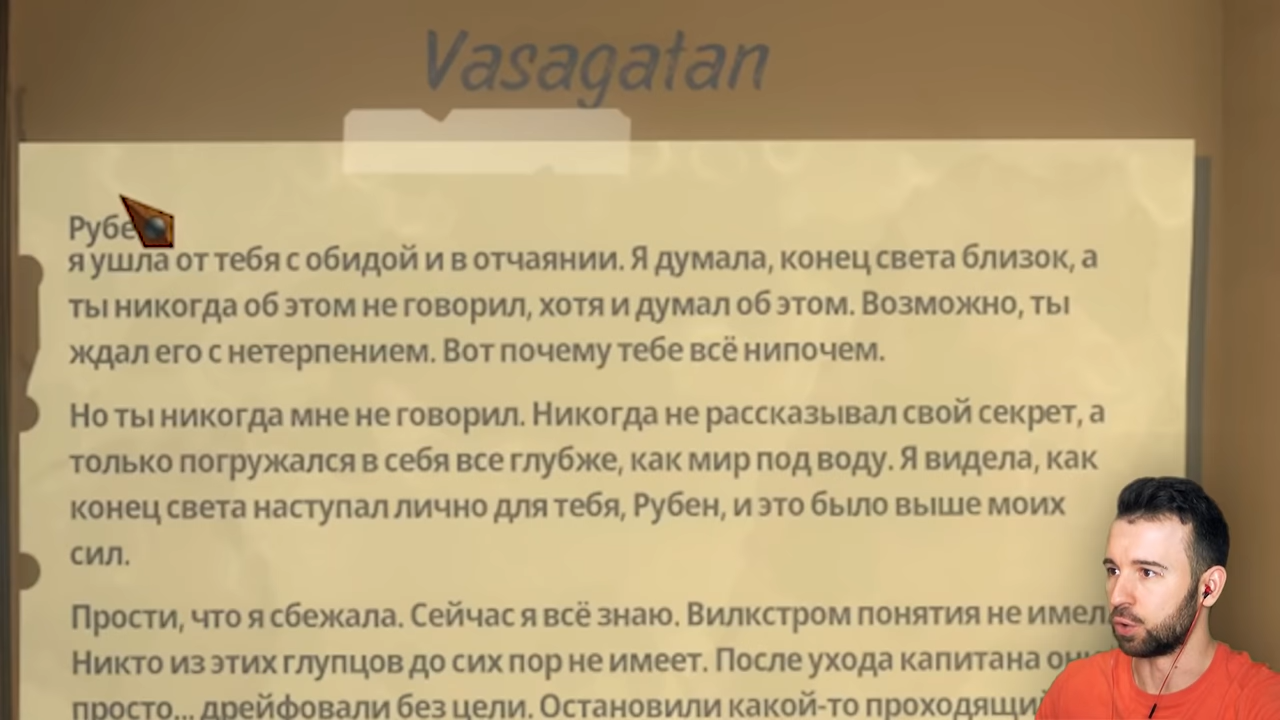 Vasagatan
я ушла от тебя с обидой и в отчаянии. Я думала, конец света близок, а
ты никогда об этом не говорил, хотя и думал об этом. Возможно, ты
ждал его с нетерпением. Вот почему тебе всё нипочем.
Но ты никогда мне не говорил. Никогда не рассказывал свой секрет, а
только погружался в себя все глубже, как мир под воду. Я видела, как
конец света наступал лично для тебя, Рубен, и это было выше моих
сил.
Прости, что я сбежала. Сейчас я всё знаю. Вилкстром понятия не имел.
Никто из этих глупцов до сих пор не имеет. После ухода капитана они
просто... дрейфовали без цели. Остановили какой-то